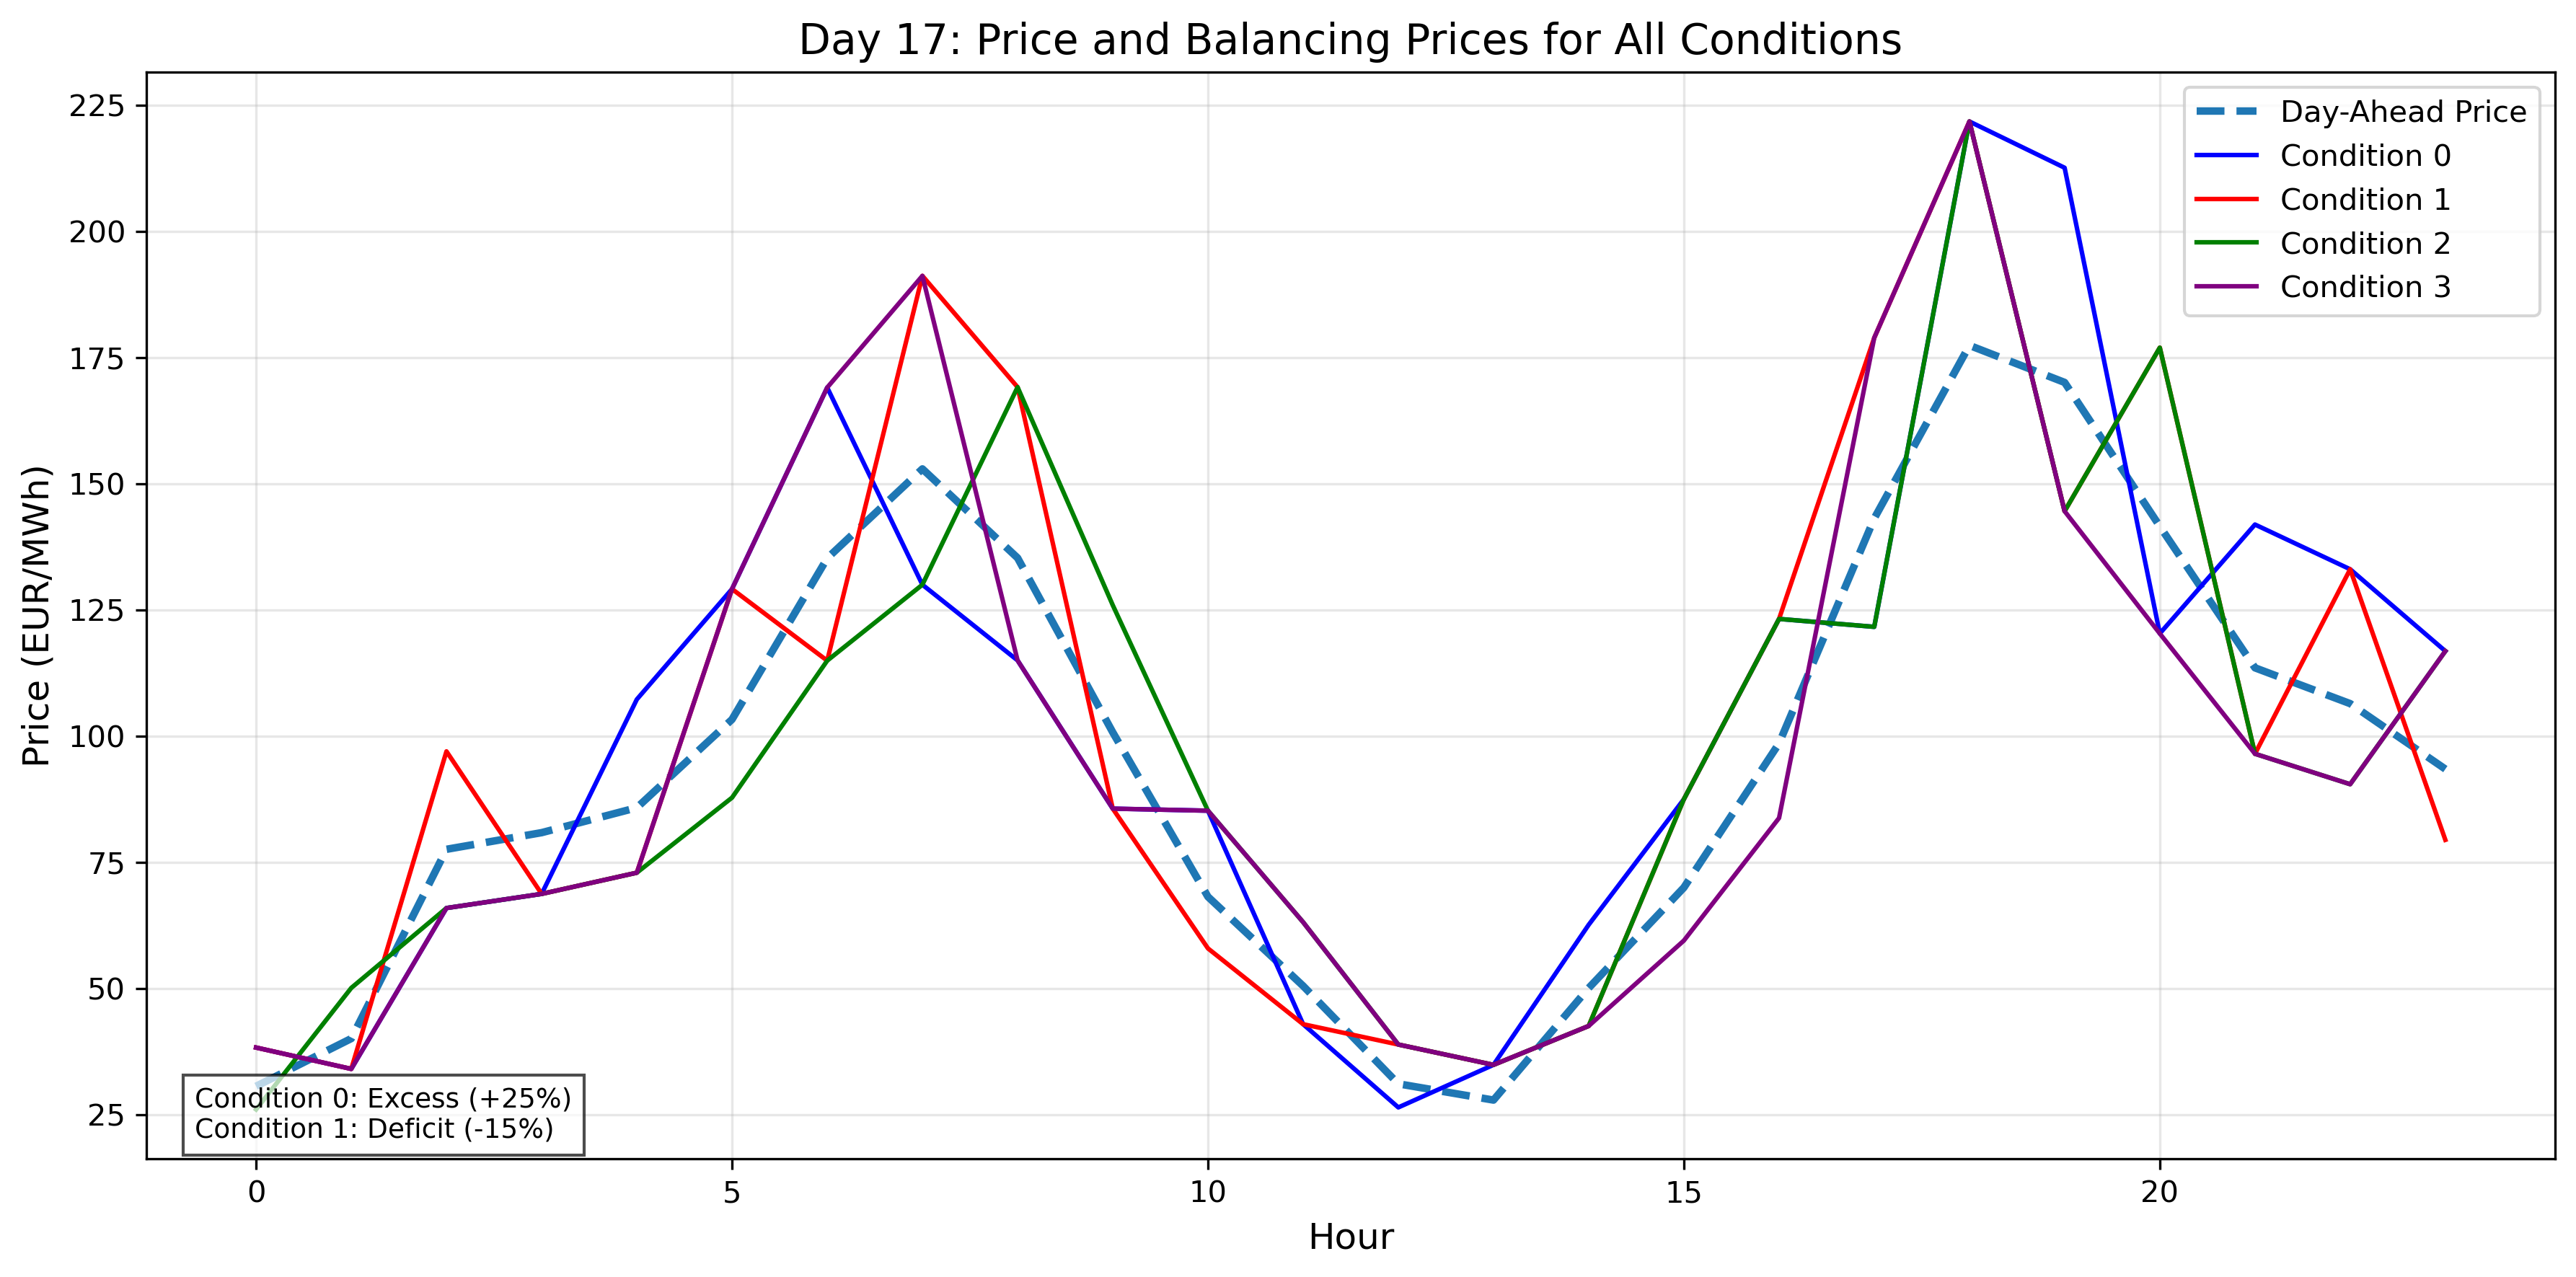 Day 17: Price and Balancing Prices for All Conditions
Price (EUR/MWh)
225
200
175
150
125
100
75
50
25
Day-Ahead Price
Condition 0
Condition 1
Condition 2
Condition 3
Condition 0: Excess (+25%)
Condition 1: Deficit (-15%)
0 5 10 15 20
Hour